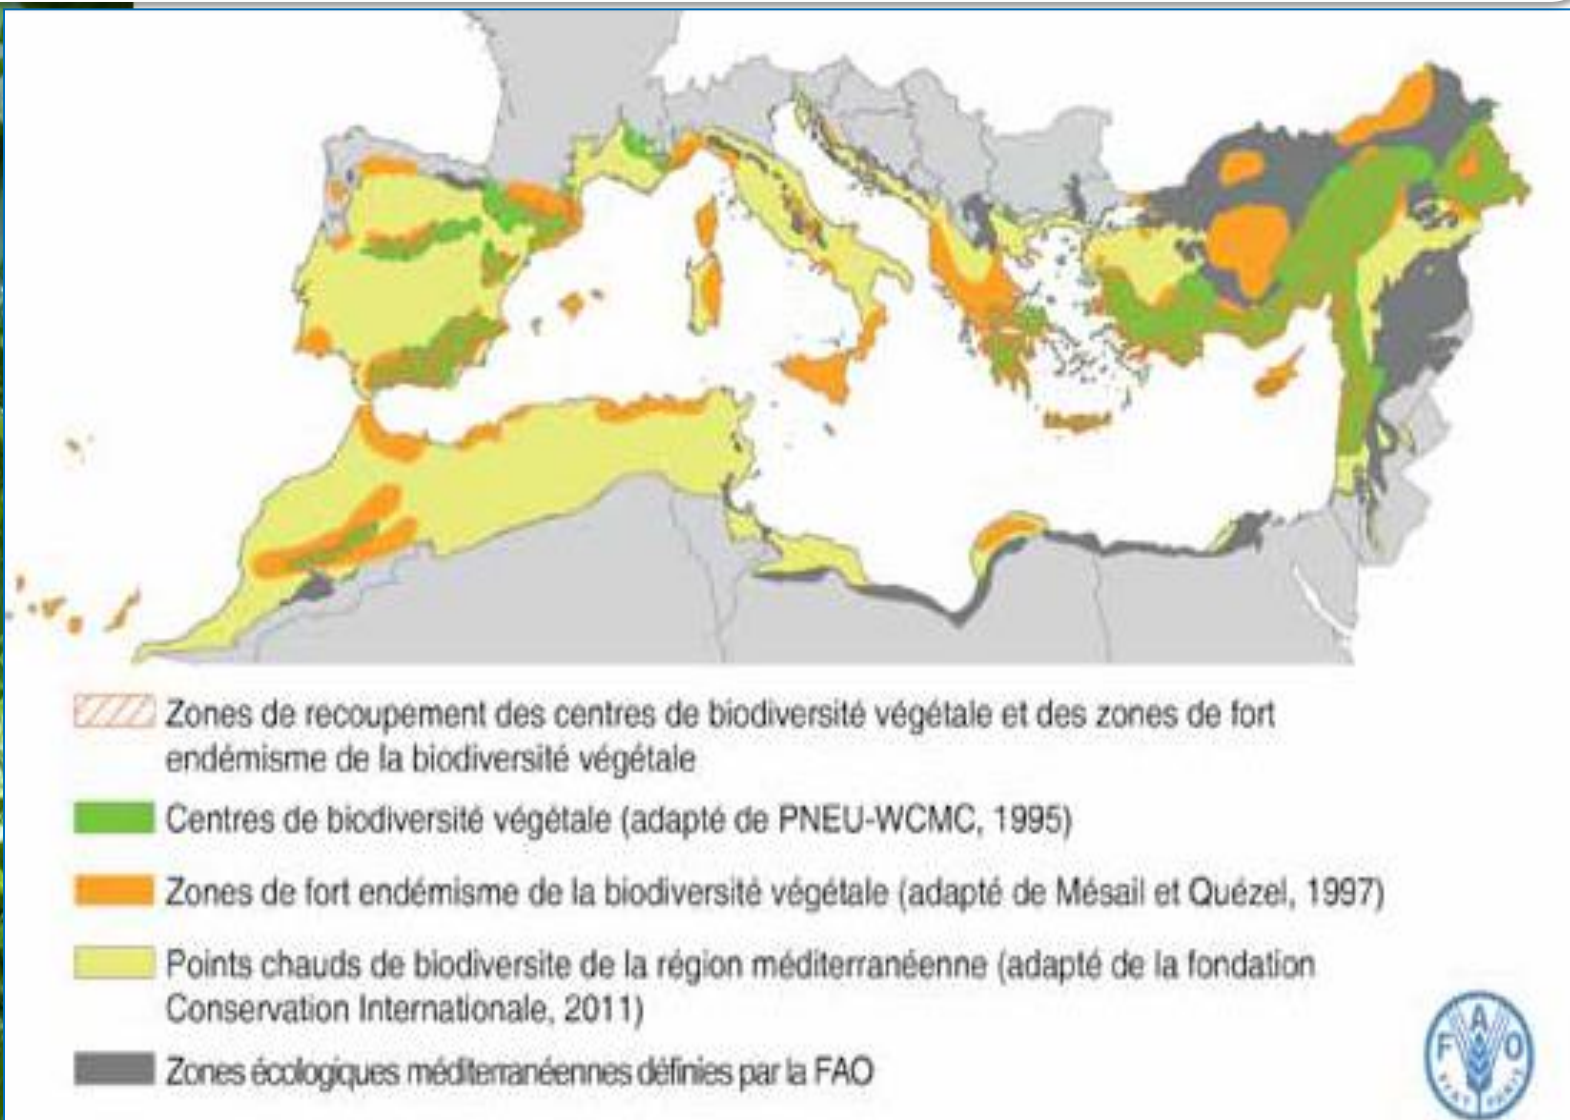 Zones de recoupement des centres de biodiversité végétale et des zones de fort
endémisme de la biodiversité végétale
Centres de biodiversité végétale (adapté de PNEU-WCMC, 1995)
Zones de fort endémisme de la biodiversité végétale (adapté de Mésail et Quézel, 1997)
Points chauds de biodiversite de la région méditerranéenne (adapté de la fondation
Conservation Internationale, 2011)
Zones écologiques méditerranéennes définies par la FAO
F A O
FIAT PANIS